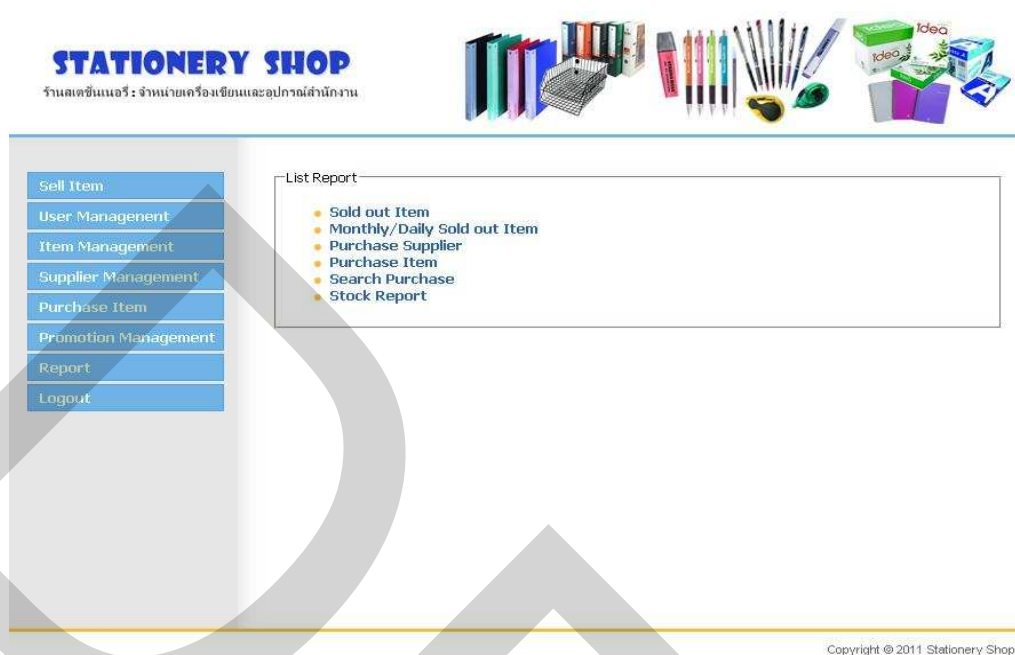 STATIONERY SHOP
ร้านสเตชั่นเนอรี่ : จำหน่ายเครื่องเขียนและอุปกรณ์สำนักงาน
idea
idea
A
Sell Item
User Managenent
Item Management
Supplier Management
Purchase Item
Promotion Management
Report
Logout
List Report
Sold out Item
Monthly/Daily Sold out Item
Purchase Supplier
Purchase Item
Search Purchase
Stock Report
Copyright © 2011 Stationery Shop